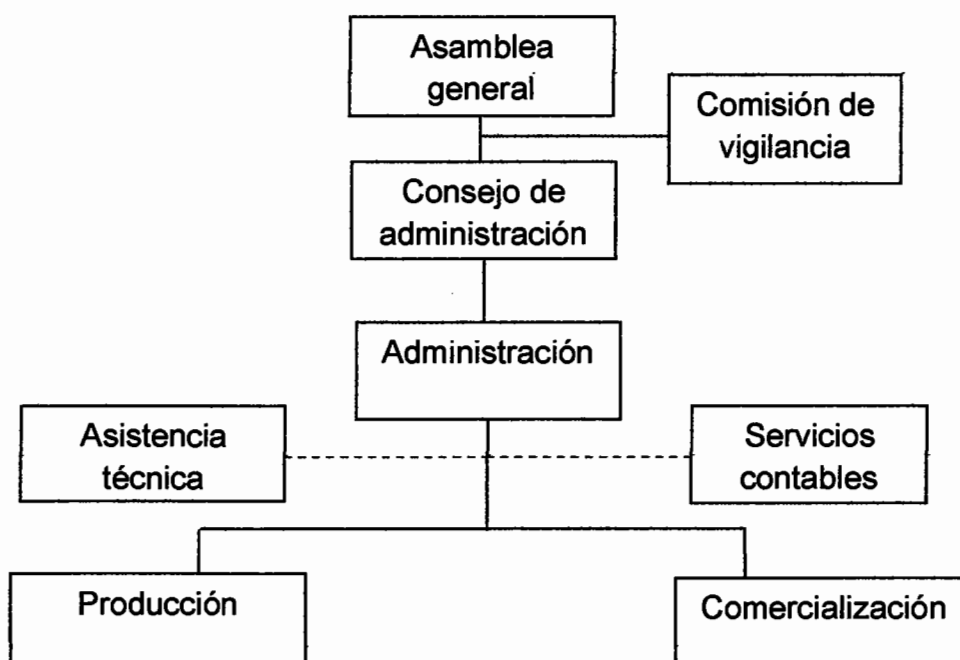 Asamblea
general
Comisión de
vigilancia
Consejo de
administración
Administración
Asistencia
técnica
Servicios
contables
Producción
Comercialización